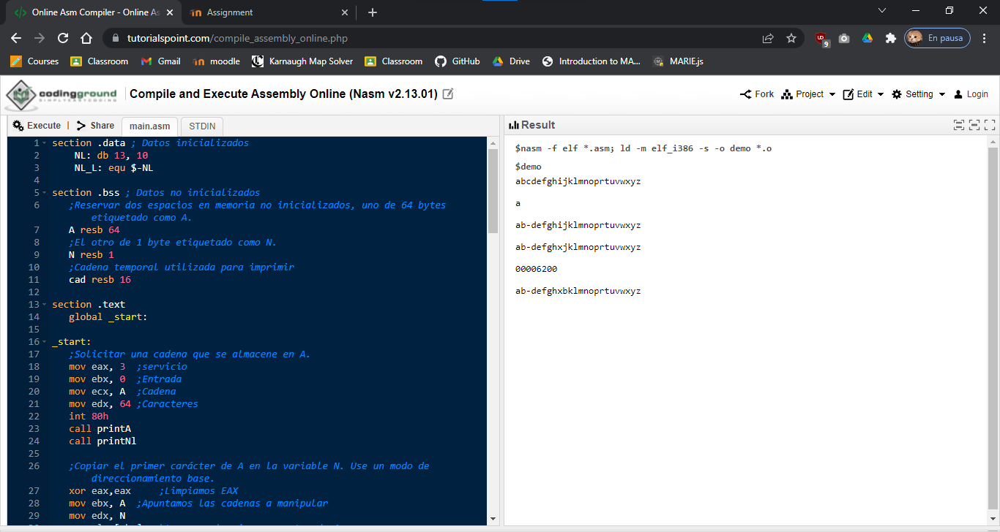 Online Asm Compiler - Online As
Assignment
tutorialspoint.com/compile_assembly_online.php
9
En pausa
Courses
Classroom
Gmail
moodle
Karnaugh Map Solver
Classroom
GitHub
Drive
Introduction to MA...
MARIE.js
codingground
SIMPLYEASYCODING
Compile and Execute Assembly Online (Nasm v2.13.01)
Fork
Project
Edit
Setting
Login
Execute | Share main.asm STDIN
1 section .data ; Datos inicializados
2 NL: db 13, 10
3 NL_L: equ $-NL
4
5 section .bss ; Datos no inicializados
6 ;Reservar dos espacios en memoria no inicializados, uno de 64 bytes
etiquetado como A.
7 A resb 64
8 ;El otro de 1 byte etiquetado como N.
9 N resb 1
10 ;Cadena temporal utilizada para imprimir
11 cad resb 16
12
13 section .text
14 global _start:
15
16 _start:
17 ;Solicitar una cadena que se almacene en A.
18 mov eax, 3 ;servicio
19 mov ebx, 0 ;Entrada
20 mov ecx, A ;Cadena
21 mov edx, 64 ;Caracteres
22 int 80h
23 call printA
24 call printNl
25
26 ;Copiar el primer carácter de A en la variable N. Use un modo de
direccionamiento base.
27 xor eax,eax ;Limpiamos EAX
28 mov ebx, A ;Apuntamos las cadenas a manipular
29 mov edx, N
Result
$nasm -f elf *.asm; ld -m elf_i386 -s -o demo *.o
$demo
abcdefghijklmnoprtuvwxyz
a
ab-defghijklmnoprtuvwxyz
ab-defghxjklmnoprtuvwxyz
00006200
ab-defghxbklmnoprtuvwxyz